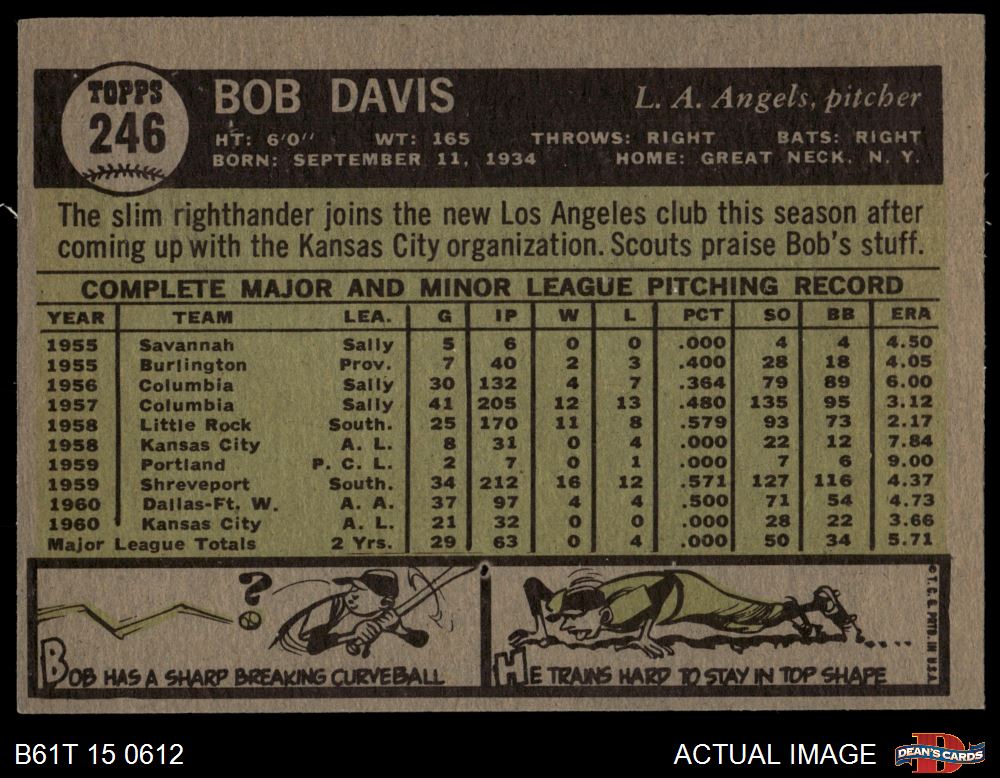 TOPPS
246
BOB DAVIS
L. A. Angels, pitcher
HT: 6'0" WT: 165 THROWS: RIGHT BATS: RIGHT
BORN: SEPTEMBER 11, 1934 HOME: GREAT NECK, N. Y.
The slim righthander joins the new Los Angeles club this season after
coming up with the Kansas City organization. Scouts praise Bob's stuff.
COMPLETE MAJOR AND MINOR LEAGUE PITCHING RECORD
YEAR TEAM LEA. G IP W L PCT SO BB ERA
1955 Savannah Sally 5 6 0 0 .000 4 4 4.50
1955 Burlington Prov. 7 40 2 3 .400 28 18 4.05
1956 Columbia Sally 30 132 4 7 .364 79 89 6.00
1957 Columbia Sally 41 205 12 13 .480 135 95 3.12
1958 Little Rock South. 25 170 11 8 .579 93 73 2.17
1958 Kansas City A. L. 8 31 0 4 .000 22 12 7.84
1959 Portland P. C. L. 2 7 0 1 .000 7 6 9.00
1959 Shreveport South. 34 212 16 12 .571 127 116 4.37
1960 Dallas-Ft. W. A. A. 37 97 4 4 .500 71 54 4.73
1960 Kansas City A. L. 21 32 0 0 .000 28 22 3.66
Major League Totals 2 Yrs. 29 63 0 4 .000 50 34 5.71
?
BOB HAS A SHARP BREAKING CURVEBALL
HE TRAINS HARD TO STAY IN TOP SHAPE
©T.C.G. PRTD. IN U.S.A.
B61T 15 0612
ACTUAL IMAGE
D
DEAN'S CARDS